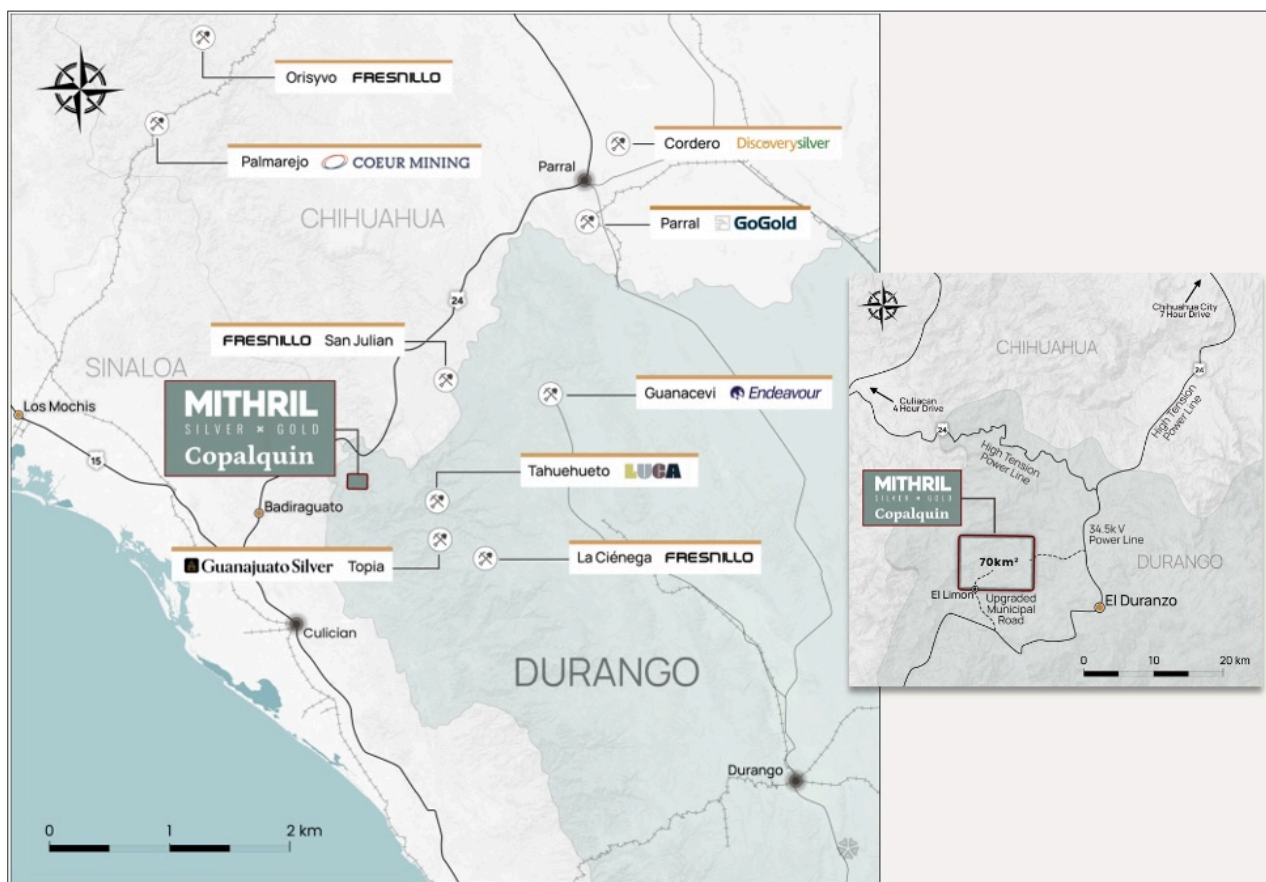 Orisyvo FRESNILLO
Palmarejo COEUR MINING
Cordero Discoverysilver
Parral
CHIHUAHUA
Parral GoGold
24
FRESNILLO San Julian
SINALOA
MITHRIL
SILVER × GOLD
Copalquin
Los Mochis
Guanacevi Endeavour
15
Tahuehueto LUCA
Badiraguato
Guanajuato Silver Topia
La Ciénega FRESNILLO
Culician
DURANGO
Durango
0 1 2 km
Chihuahua City
7 Hour Drive
CHIHUAHUA
24
Culiacan
4 Hour Drive
24
High Tension
Power Line
High Tension
Power Line
MITHRIL
SILVER × GOLD
Copalquin
34.5k V
Power Line
70km²
DURANGO
El Limon
Upgraded
Municipal
Road
El Duranzo
0 10 20 km